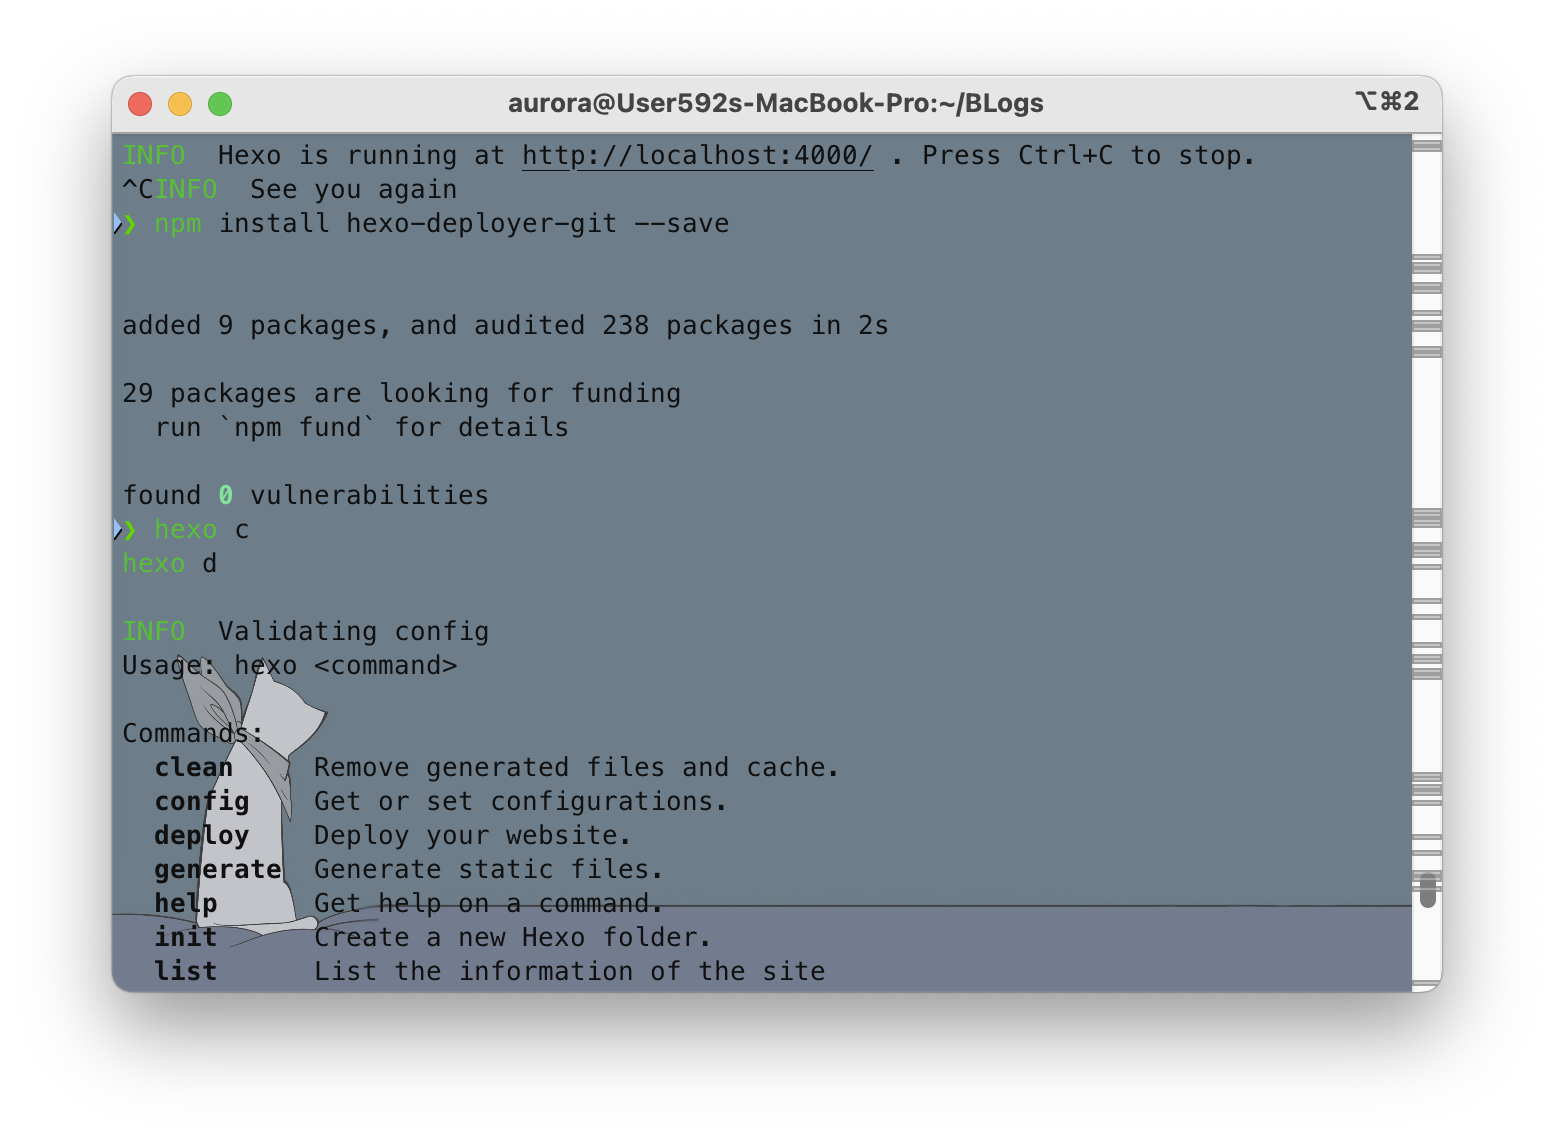 aurora@User592s-MacBook-Pro:~/BLogs
⌥⌘2
INFO  Hexo is running at http://localhost:4000/ . Press Ctrl+C to stop.
^CINFO  See you again
❯ npm install hexo-deployer-git --save
added 9 packages, and audited 238 packages in 2s
29 packages are looking for funding
  run `npm fund` for details
found 0 vulnerabilities
❯ hexo c
hexo d
INFO  Validating config
Usage: hexo <command>
Commands:
  clean     Remove generated files and cache.
  config    Get or set configurations.
  deploy    Deploy your website.
  generate  Generate static files.
  help      Get help on a command.
  init      Create a new Hexo folder.
  list      List the information of the site